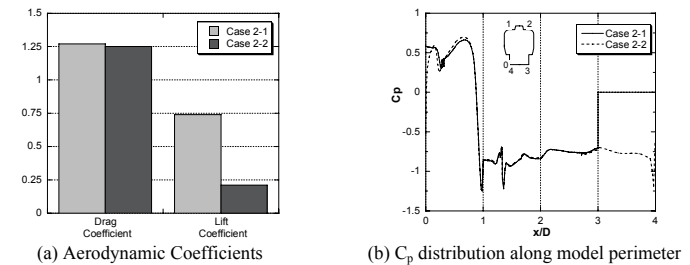 1.5
1.25
1
0.75
0.5
0.25
0
Case 2-1
Case 2-2
Drag Coefficient
Lift Coefficient
(a) Aerodynamic Coefficients
1
0.5
0
-0.5
-1
-1.5
Cp
1 2
0
4 3
Case 2-1
Case 2-2
0 1 2 3 4
x/D
(b) Cp distribution along model perimeter